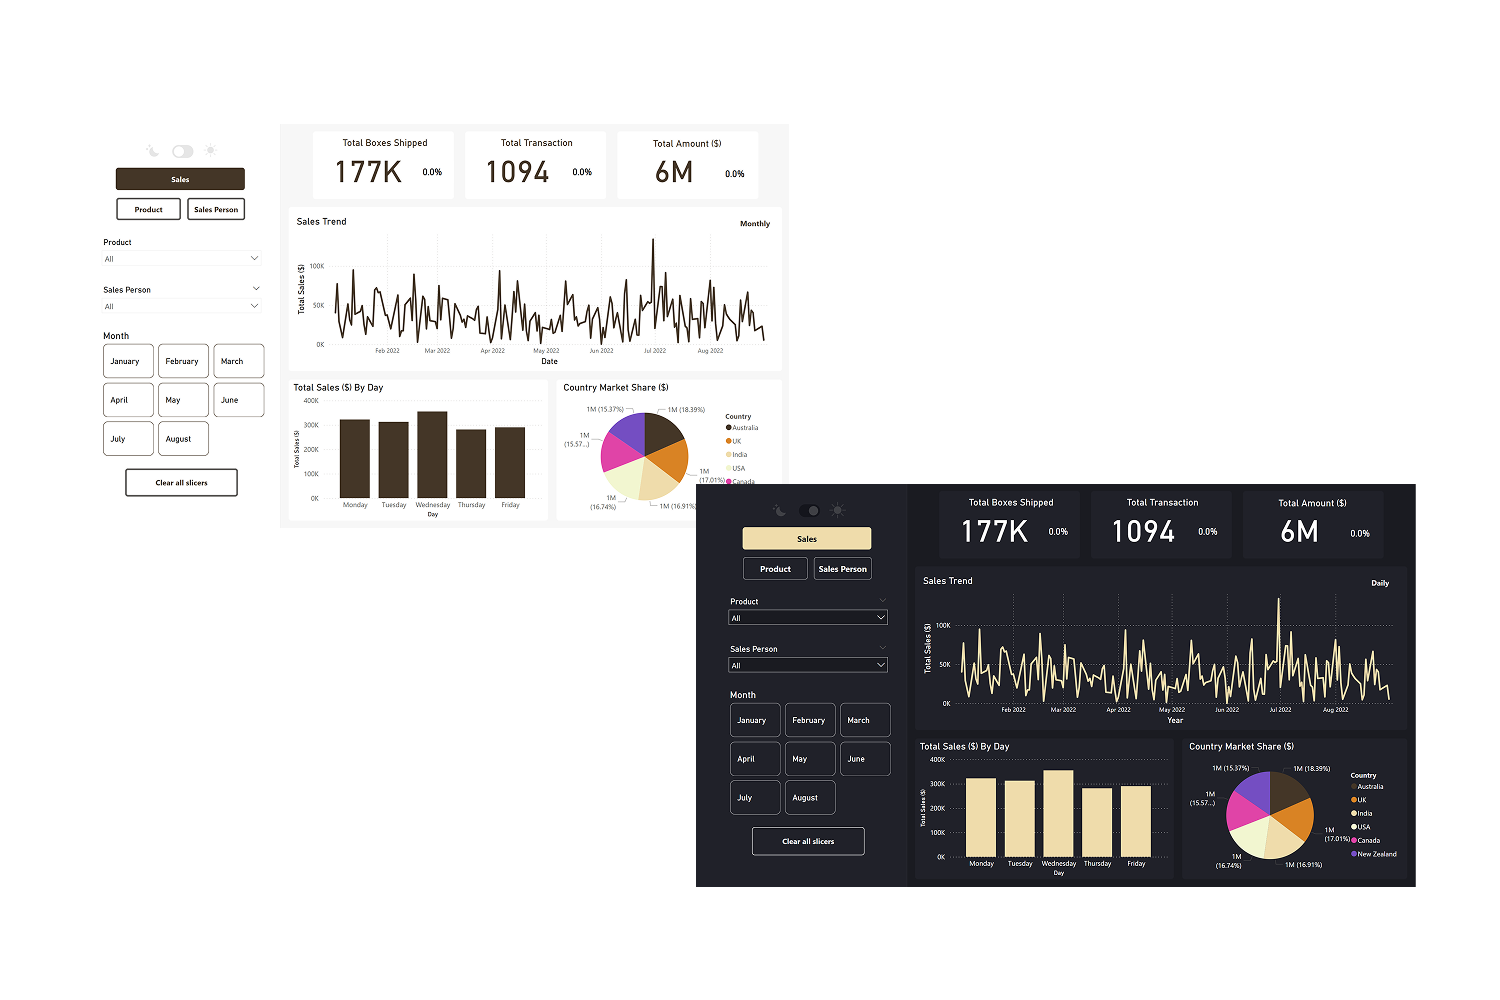 Sales
Product
Sales Person
Product
All
Sales Person
All
Month
January
February
March
April
May
June
July
August
Clear all slicers
Total Boxes Shipped
177K
0.0%
Total Transaction
1094
0.0%
Total Amount ($)
6M
0.0%
Sales Trend
Monthly
Total Sales ($)
100K
50K
0K
Feb 2022
Mar 2022
Apr 2022
May 2022
Jun 2022
Jul 2022
Aug 2022
Date
Total Sales ($) By Day
Total Sales ($)
400K
300K
200K
100K
0K
Monday
Tuesday
Wednesday
Thursday
Friday
Day
Country Market Share ($)
1M (15.37%)
1M (18.39%)
1M
(15.57...)
1M
(17.01%)
1M
(16.74%)
1M (16.91%)
Country
Australia
UK
India
USA
Canada
Sales
Product
Sales Person
Product
All
Sales Person
All
Month
January
February
March
April
May
June
July
August
Clear all slicers
Total Boxes Shipped
177K
0.0%
Total Transaction
1094
0.0%
Total Amount ($)
6M
0.0%
Sales Trend
Daily
Total Sales ($)
100K
50K
0K
Feb 2022
Mar 2022
Apr 2022
May 2022
Jun 2022
Jul 2022
Aug 2022
Year
Total Sales ($) By Day
Total Sales ($)
400K
300K
200K
100K
0K
Monday
Tuesday
Wednesday
Thursday
Friday
Day
Country Market Share ($)
1M (15.37%)
1M (18.39%)
1M
(15.57...)
1M
(17.01%)
1M
(16.74%)
1M (16.91%)
Country
Australia
UK
India
USA
Canada
New Zealand